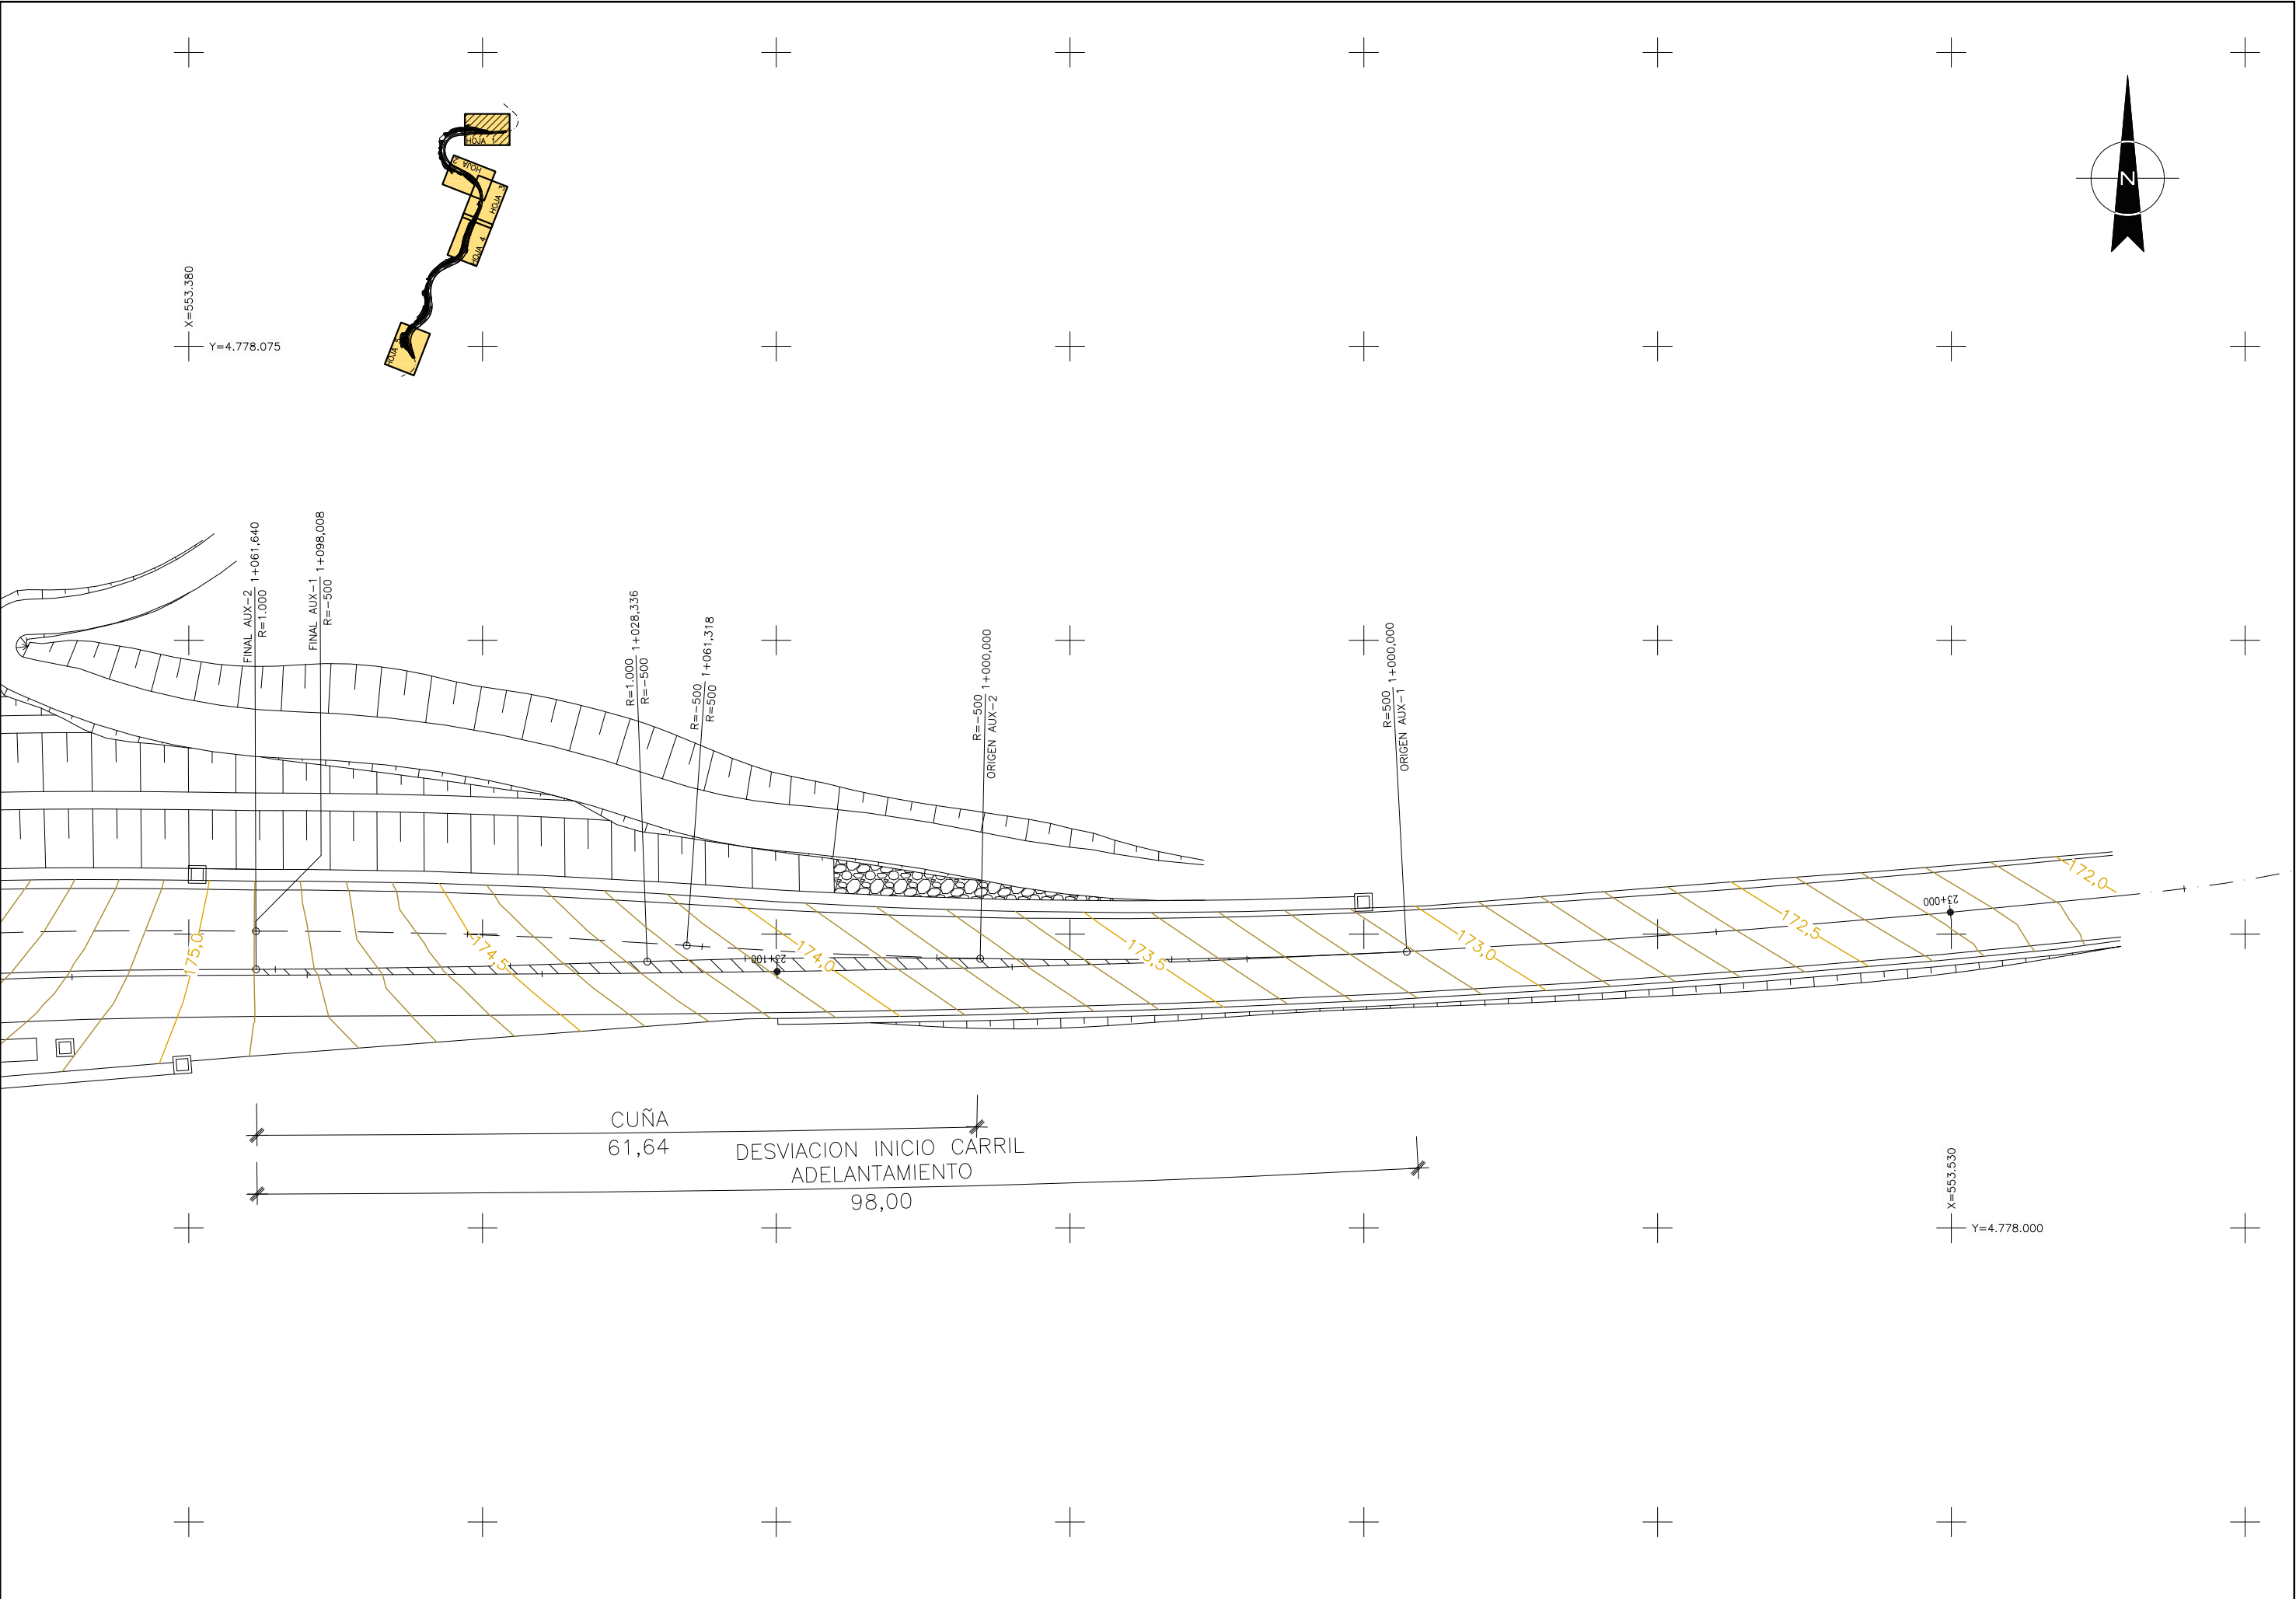 HOJA 1
HOJA 2
HOJA 3
HOJA 4
HOJA 5
N
X=553.380
Y=4.778.075
FINAL AUX-2 1+061,640
R=1.000
FINAL AUX-1 1+098,008
R=-500
R=1.000 1+028,336
R=-500
R=-500 1+061,318
R=500
R=-500 1+000,000
ORIGEN AUX-2
R=500 1+000,000
ORIGEN AUX-1
172,0
23+000
172,5
173,0
173,5
174,0
23+100
174,5
175,0
CUÑA
61,64
DESVIACION INICIO CARRIL
ADELANTAMIENTO
98,00
X=553.530
Y=4.778.000